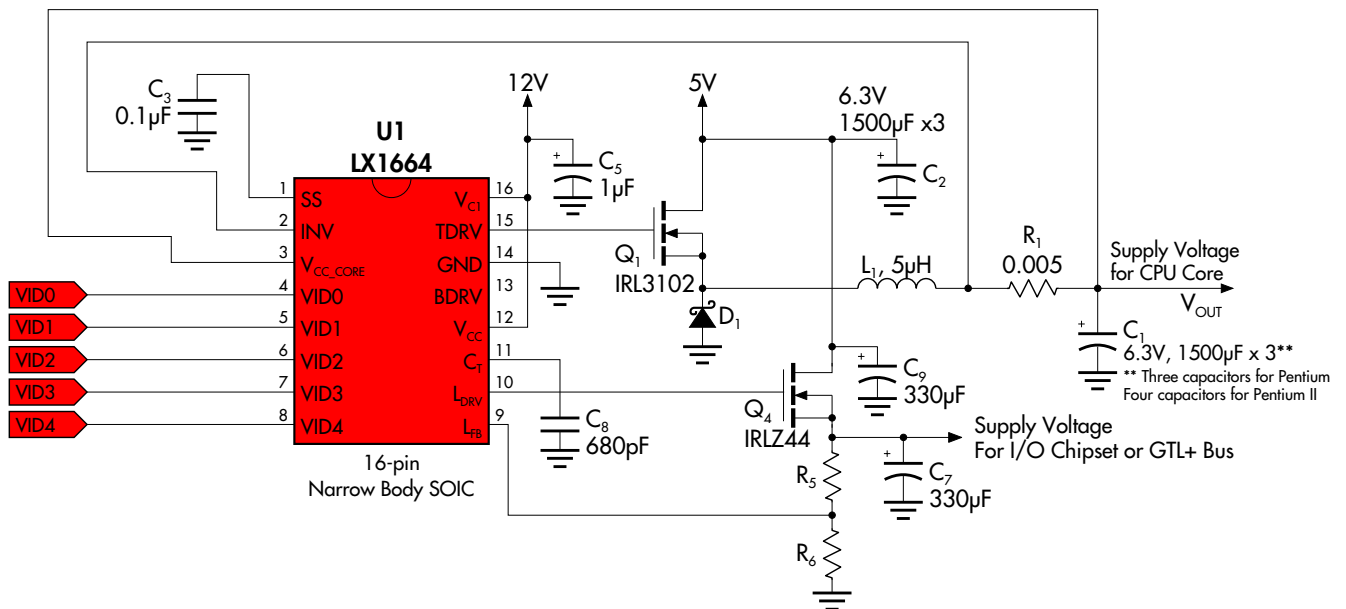 C3
0.1µF
12V
5V
6.3V
1500µF x3
U1
LX1664
C5
1µF
C2
1 SS
2 INV
3 VCC_CORE
4 VID0
5 VID1
6 VID2
7 VID3
8 VID4
VC1 16
TDRV 15
GND 14
BDRV 13
VCC 12
CT 11
LDRV 10
LFB 9
VID0
VID1
VID2
VID3
VID4
16-pin
Narrow Body SOIC
Q1
IRL3102
D1
L1, 5µH
R1
0.005
Supply Voltage
for CPU Core
VOUT
+
+
+
C1
6.3V, 1500µF x 3**
** Three capacitors for Pentium
Four capacitors for Pentium II
+
C9
330µF
Q4
IRLZ44
C8
680pF
Supply Voltage
For I/O Chipset or GTL+ Bus
+
C7
330µF
R5
R6